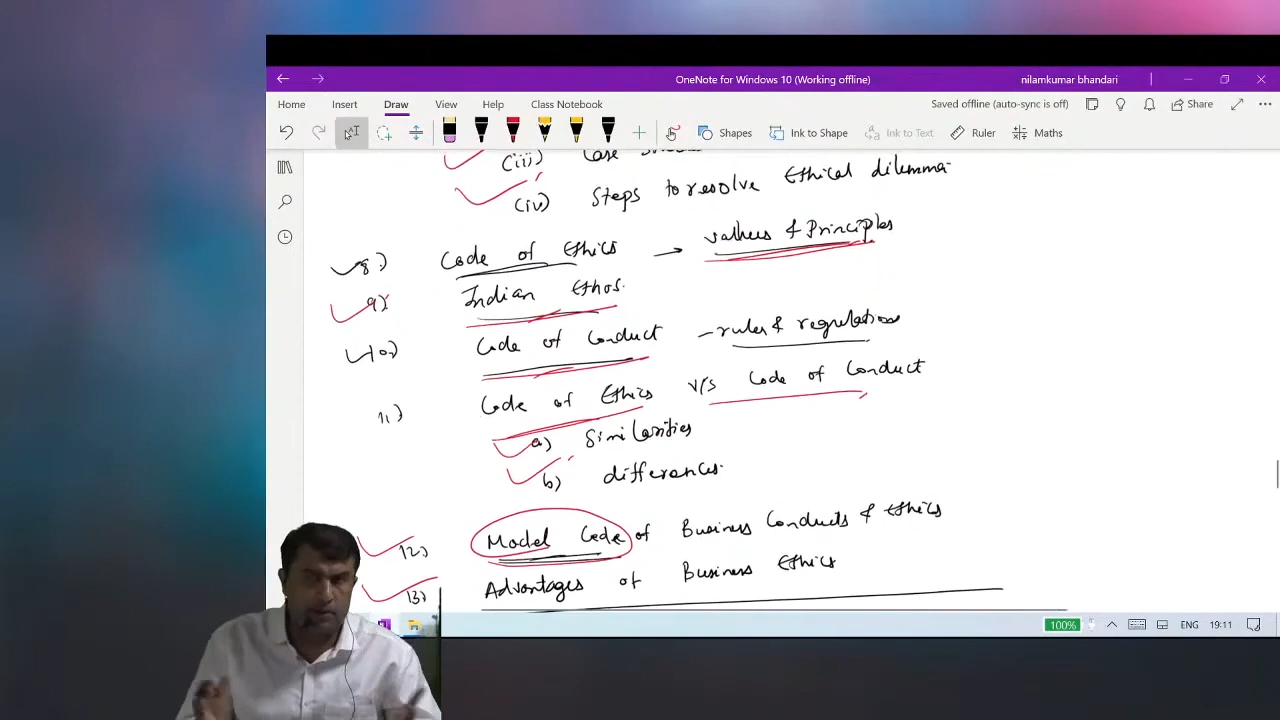 OneNote for Windows 10 (Working offline) nilamkumar bhandari
Home Insert Draw View Help Class Notebook Saved offline (auto-sync is off) Share
Shapes Ink to Shape Ink to Text Ruler Maths
(iii) Case
(iv) Steps to resolve Ethical dilemma
8) Code of Ethics → values & Principles
9) Indian Ethos.
10) Code of Conduct - rules & regulations
11) Code of Ethics v/s Code of Conduct
a) Similarities
b) differences.
12) Model Code of Business Conducts & Ethics
13) Advantages of Business Ethics
100% ENG 19:11